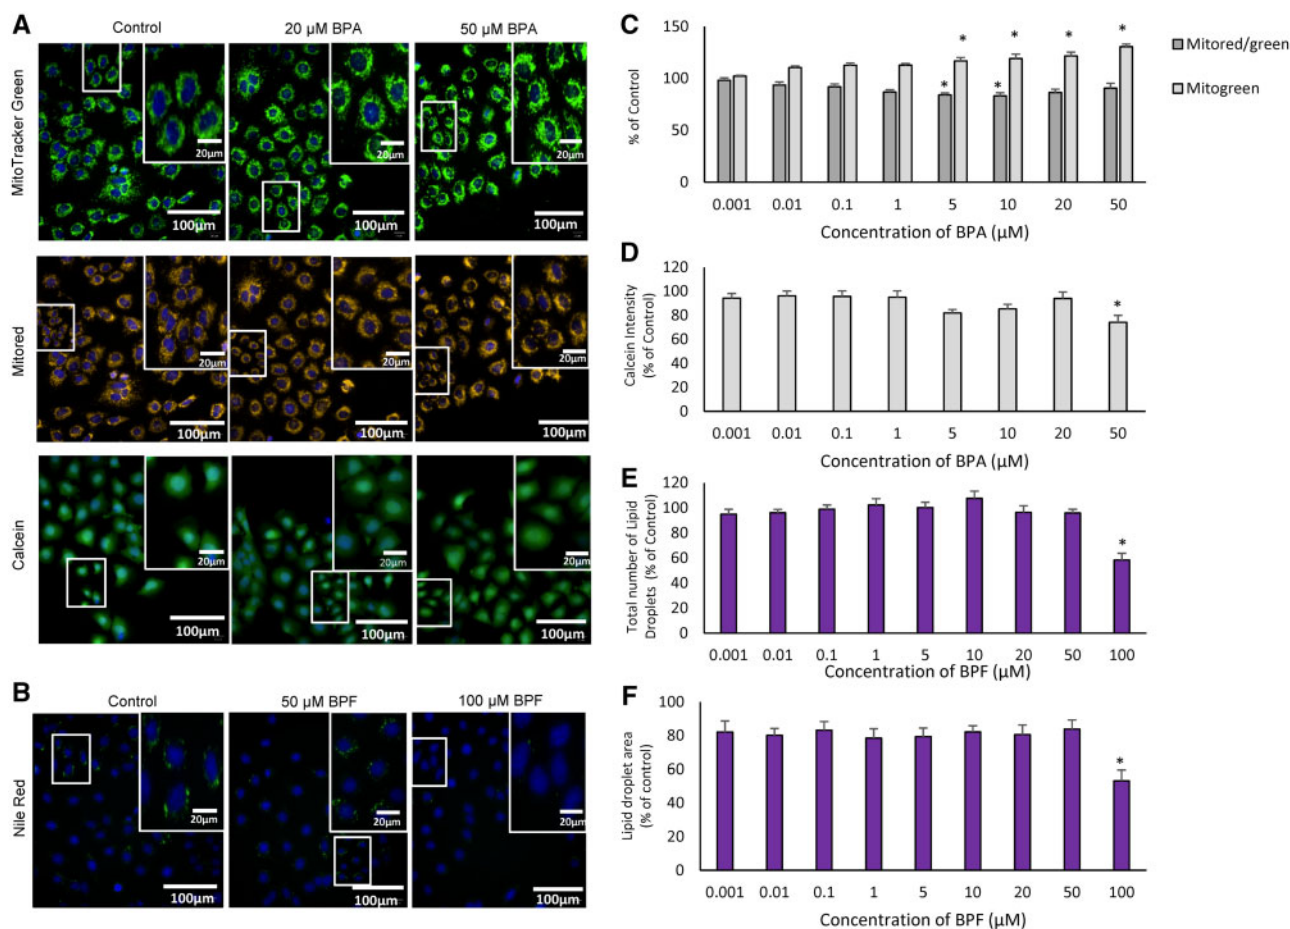 A
Control
20 µM BPA
50 µM BPA
MitoTracker Green
20µm
20µm
20µm
100µm
100µm
100µm
Mitored
20µm
20µm
20µm
100µm
100µm
100µm
Calcein
20µm
20µm
20µm
100µm
100µm
100µm
B
Control
50 µM BPF
100 µM BPF
Nile Red
20µm
20µm
20µm
100µm
100µm
100µm
C
% of Control
150
100
50
0
* * * * * *
0.001 0.01 0.1 1 5 10 20 50
Concentration of BPA (µM)
Mitored/green
Mitogreen
D
Calcein Intensity
(% of Control)
120
100
80
60
40
20
0
*
0.001 0.01 0.1 1 5 10 20 50
Concentration of BPA (µM)
E
Total number of Lipid
Droplets (% of Control)
120
100
80
60
40
20
0
*
0.001 0.01 0.1 1 5 10 20 50 100
Concentration of BPF (µM)
F
Lipid droplet area
(% of control)
100
80
60
40
20
0
*
0.001 0.01 0.1 1 5 10 20 50 100
Concentration of BPF (µM)